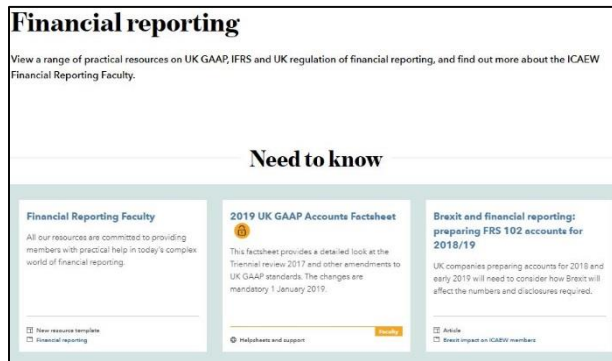 Financial reporting
View a range of practical resources on UK GAAP, IFRS and UK regulation of financial reporting, and find out more about the ICAEW
Financial Reporting Faculty.
Need to know
Financial Reporting Faculty
All our resources are committed to providing
members with practical help in today's complex
world of financial reporting.
New resource template
Financial reporting
2019 UK GAAP Accounts Factsheet
This factsheet provides a detailed look at the
Triennial review 2017 and other amendments to
UK GAAP standards. The changes are
mandatory 1 January 2019.
Faculty
Helpsheets and support
Brexit and financial reporting:
preparing FRS 102 accounts for
2018/19
UK companies preparing accounts for 2018 and
early 2019 will need to consider how Brexit will
affect the numbers and disclosures required.
Article
Brexit impact on ICAEW members